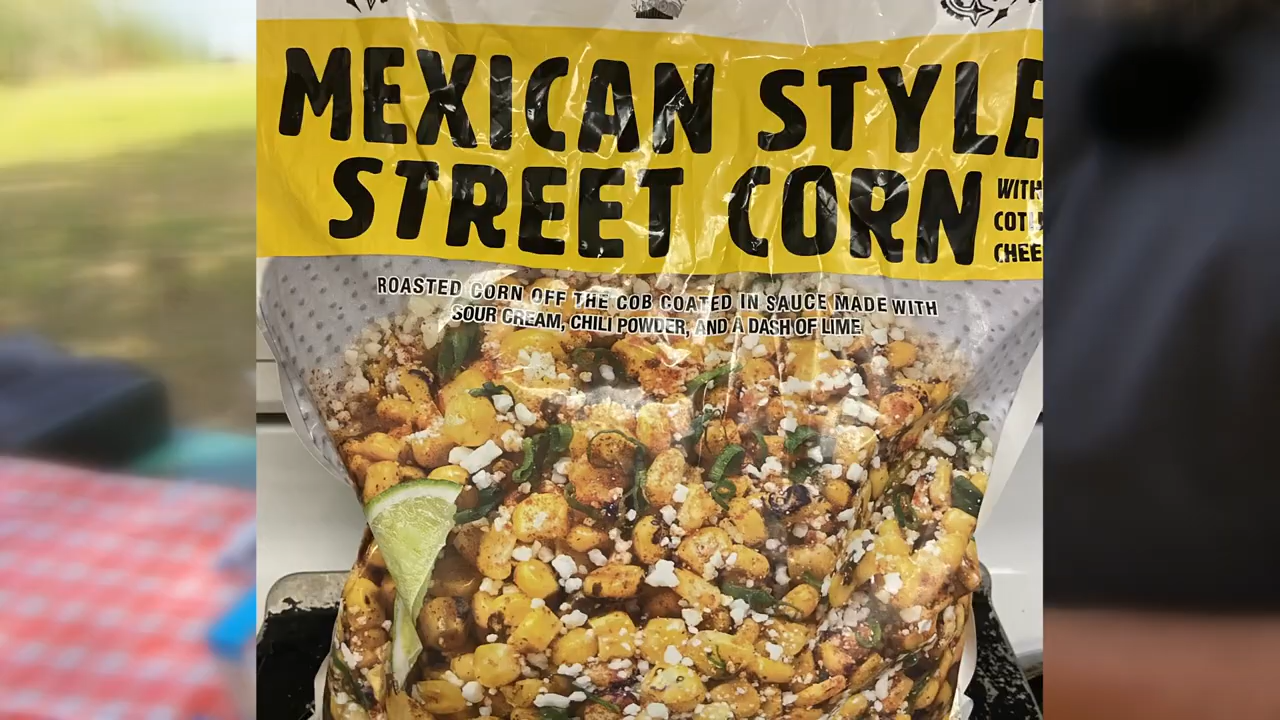 MEXICAN STYLE
STREET CORN
WITH
ROASTED CORN OFF THE COB COATED IN SAUCE MADE WITH
SOUR CREAM, CHILI POWDER, AND A DASH OF LIME